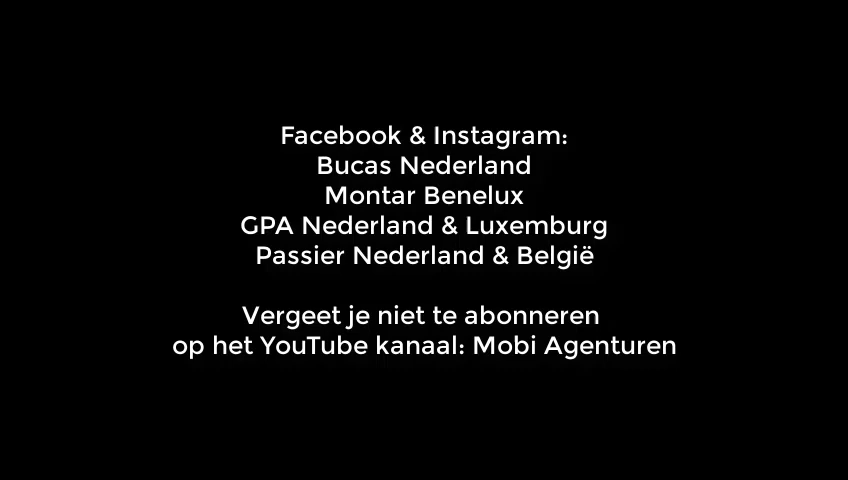 Facebook & Instagram:
Bucas Nederland
Montar Benelux
GPA Nederland & Luxemburg
Passier Nederland & België
Vergeet je niet te abonneren
op het YouTube kanaal: Mobi Agenturen